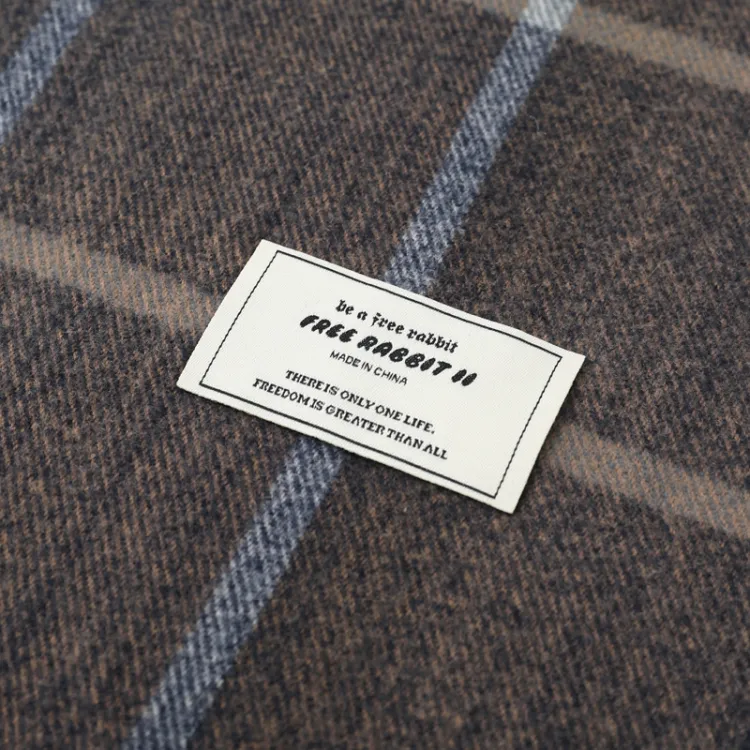 be a free rabbit
FREE RABBIT II
MADE IN CHINA
THERE IS ONLY ONE LIFE.
FREEDOM IS GREATER THAN ALL